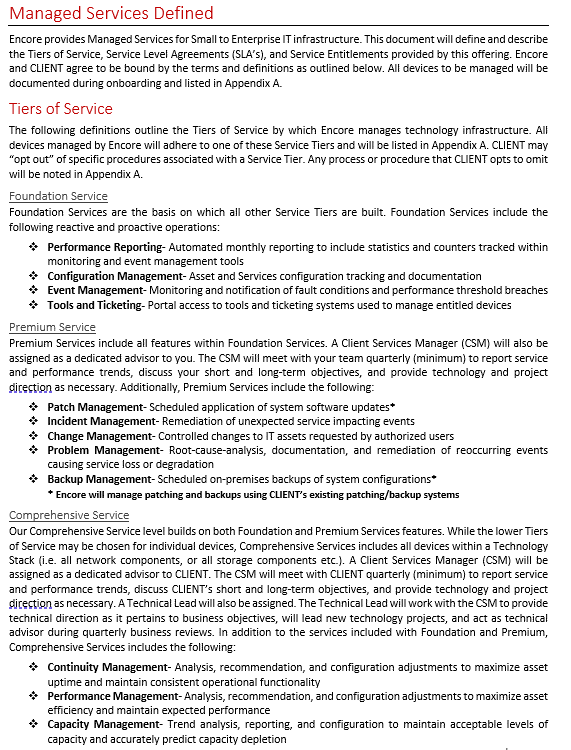 Managed Services Defined
Encore provides Managed Services for Small to Enterprise IT infrastructure. This document will define and describe
the Tiers of Service, Service Level Agreements (SLA's), and Service Entitlements provided by this offering. Encore
and CLIENT agree to be bound by the terms and definitions as outlined below. All devices to be managed will be
documented during onboarding and listed in Appendix A.
Tiers of Service
The following definitions outline the Tiers of Service by which Encore manages technology infrastructure. All
devices managed by Encore will adhere to one of these Service Tiers and will be listed in Appendix A. CLIENT may
“opt out” of specific procedures associated with a Service Tier. Any process or procedure that CLIENT opts to omit
will be noted in Appendix A.
Foundation Service
Foundation Services are the basis on which all other Service Tiers are built. Foundation Services include the
following reactive and proactive operations:
❖ Performance Reporting- Automated monthly reporting to include statistics and counters tracked within
monitoring and event management tools
❖ Configuration Management- Asset and Services configuration tracking and documentation
❖ Event Management- Monitoring and notification of fault conditions and performance threshold breaches
❖ Tools and Ticketing- Portal access to tools and ticketing systems used to manage entitled devices
Premium Service
Premium Services include all features within Foundation Services. A Client Services Manager (CSM) will also be
assigned as a dedicated advisor to you. The CSM will meet with your team quarterly (minimum) to report service
and performance trends, discuss your short and long-term objectives, and provide technology and project
direction as necessary. Additionally, Premium Services include the following:
❖ Patch Management- Scheduled application of system software updates*
❖ Incident Management- Remediation of unexpected service impacting events
❖ Change Management- Controlled changes to IT assets requested by authorized users
❖ Problem Management- Root-cause-analysis, documentation, and remediation of reoccurring events
causing service loss or degradation
❖ Backup Management- Scheduled on-premises backups of system configurations*
* Encore will manage patching and backups using CLIENT's existing patching/backup systems
Comprehensive Service
Our Comprehensive Service level builds on both Foundation and Premium Services features. While the lower Tiers
of Service may be chosen for individual devices, Comprehensive Services includes all devices within a Technology
Stack (i.e. all network components, or all storage components etc.). A Client Services Manager (CSM) will be
assigned as a dedicated advisor to CLIENT. The CSM will meet with CLIENT quarterly (minimum) to report service
and performance trends, discuss CLIENT's short and long-term objectives, and provide technology and project
direction as necessary. A Technical Lead will also be assigned. The Technical Lead will work with the CSM to provide
technical direction as it pertains to business objectives, will lead new technology projects, and act as technical
advisor during quarterly business reviews. In addition to the services included with Foundation and Premium,
Comprehensive Services includes the following:
❖ Continuity Management- Analysis, recommendation, and configuration adjustments to maximize asset
uptime and maintain consistent operational functionality
❖ Performance Management- Analysis, recommendation, and configuration adjustments to maximize asset
efficiency and maintain expected performance
❖ Capacity Management- Trend analysis, reporting, and configuration to maintain acceptable levels of
capacity and accurately predict capacity depletion